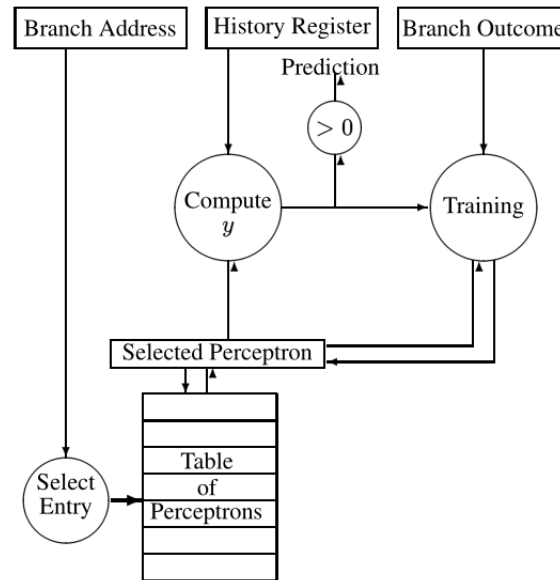 Branch Address
History Register
Branch Outcome
Prediction
> 0
Compute
y
Training
Selected Perceptron
Table
of
Perceptrons
Select
Entry